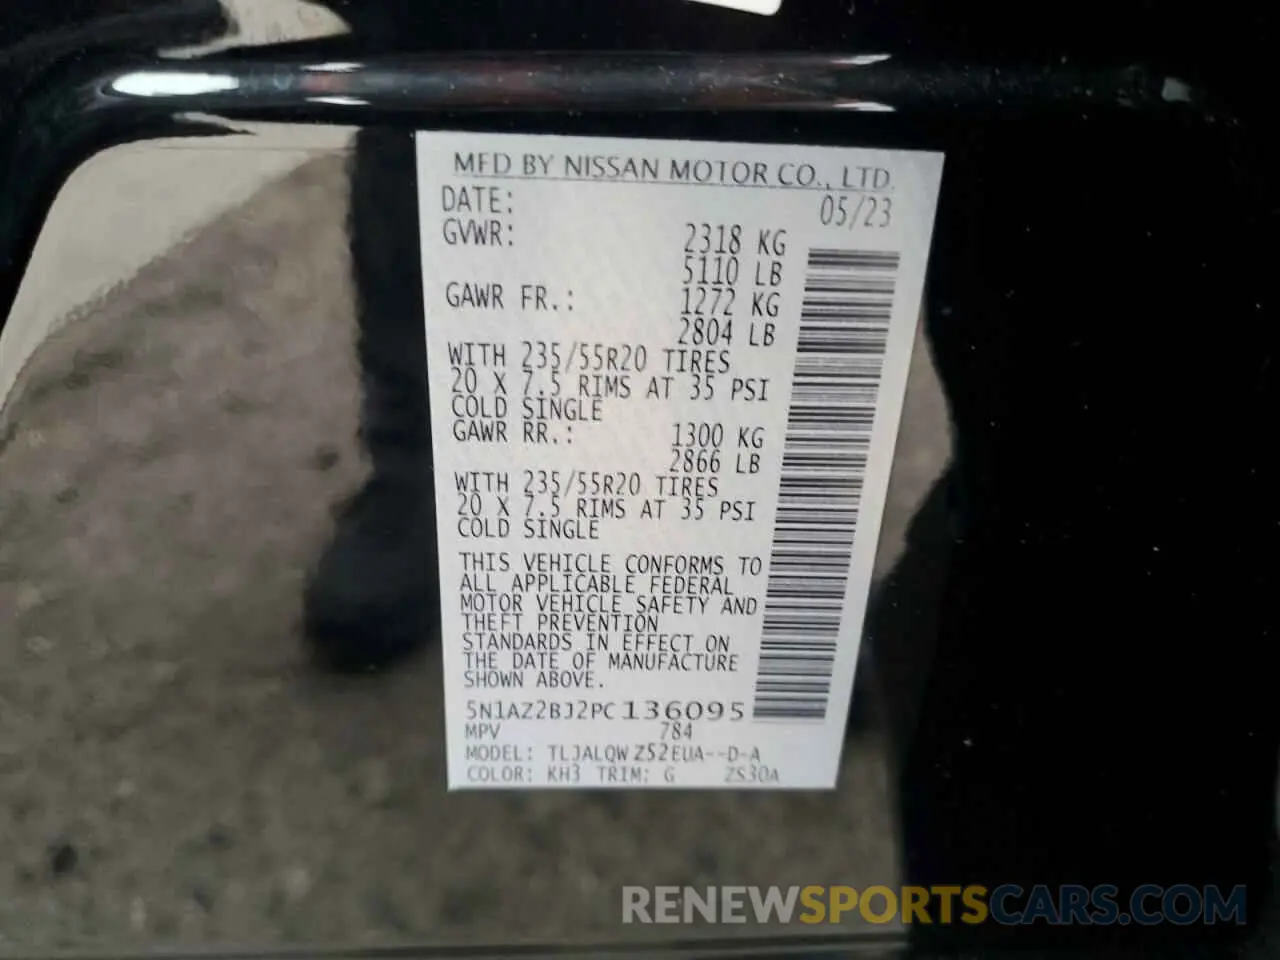 MFD BY NISSAN MOTOR CO., LTD.
DATE: 05/23
GVWR: 2318 KG
5110 LB
GAWR FR.: 1272 KG
2804 LB
WITH 235/55R20 TIRES
20 X 7.5 RIMS AT 35 PSI
COLD SINGLE
GAWR RR.: 1300 KG
2866 LB
WITH 235/55R20 TIRES
20 X 7.5 RIMS AT 35 PSI
COLD SINGLE
THIS VEHICLE CONFORMS TO
ALL APPLICABLE FEDERAL
MOTOR VEHICLE SAFETY AND
THEFT PREVENTION
STANDARDS IN EFFECT ON
THE DATE OF MANUFACTURE
SHOWN ABOVE.
5N1AZ2BJ2PC136095
MPV 784
MODEL: TLJALQW Z52EUA--D-A
COLOR: KH3 TRIM: G ZS30A
RENEWSPORTSCARS.COM